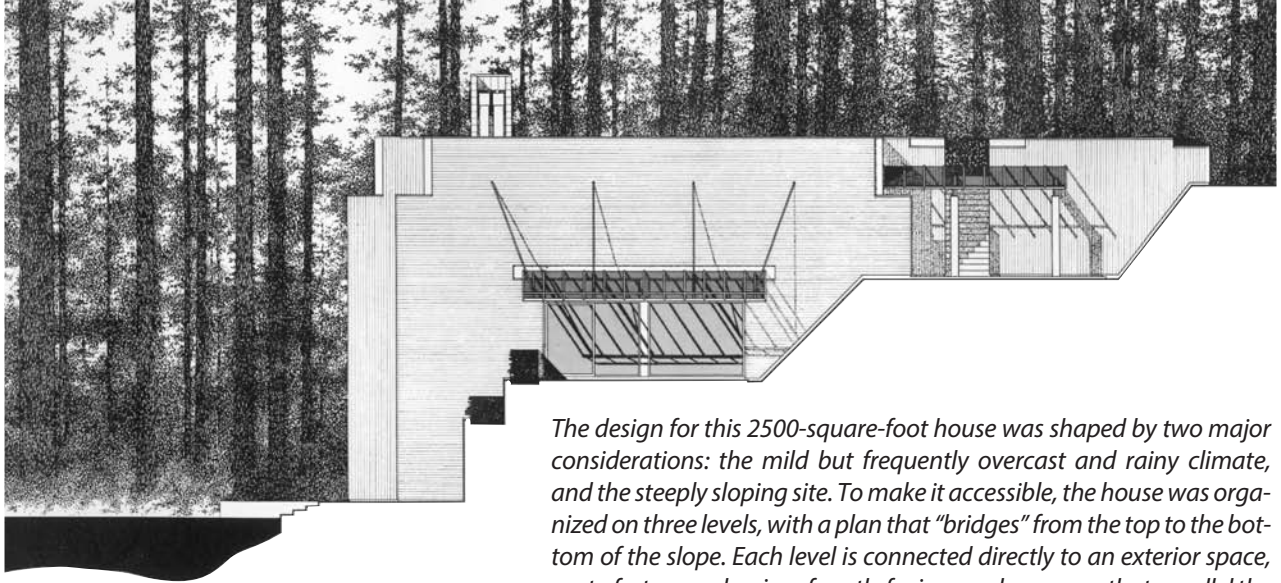 The design for this 2500-square-foot house was shaped by two major
considerations: the mild but frequently overcast and rainy climate,
and the steeply sloping site. To make it accessible, the house was orga-
nized on three levels, with a plan that “bridges” from the top to the bot-
tom of the slope. Each level is connected directly to an exterior space,